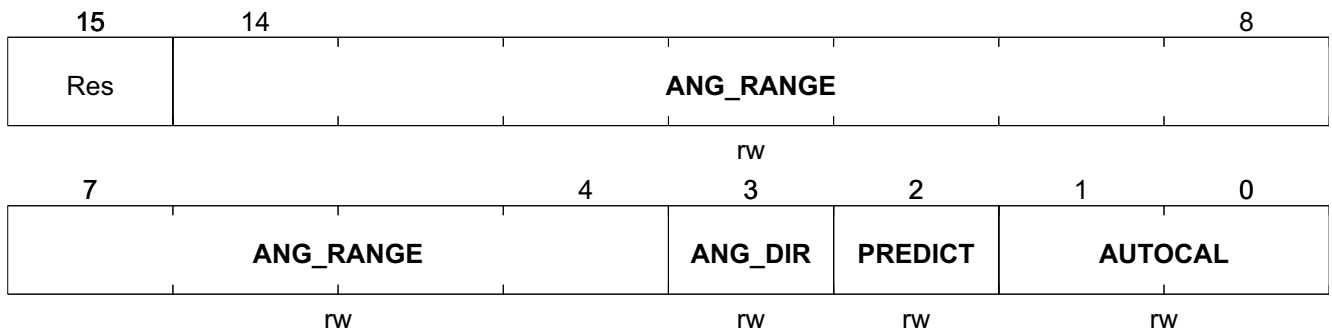 15 14 8
Res ANG_RANGE
rw
7 4 3 2 1 0
ANG_RANGE ANG_DIR PREDICT AUTOCAL
rw rw rw rw